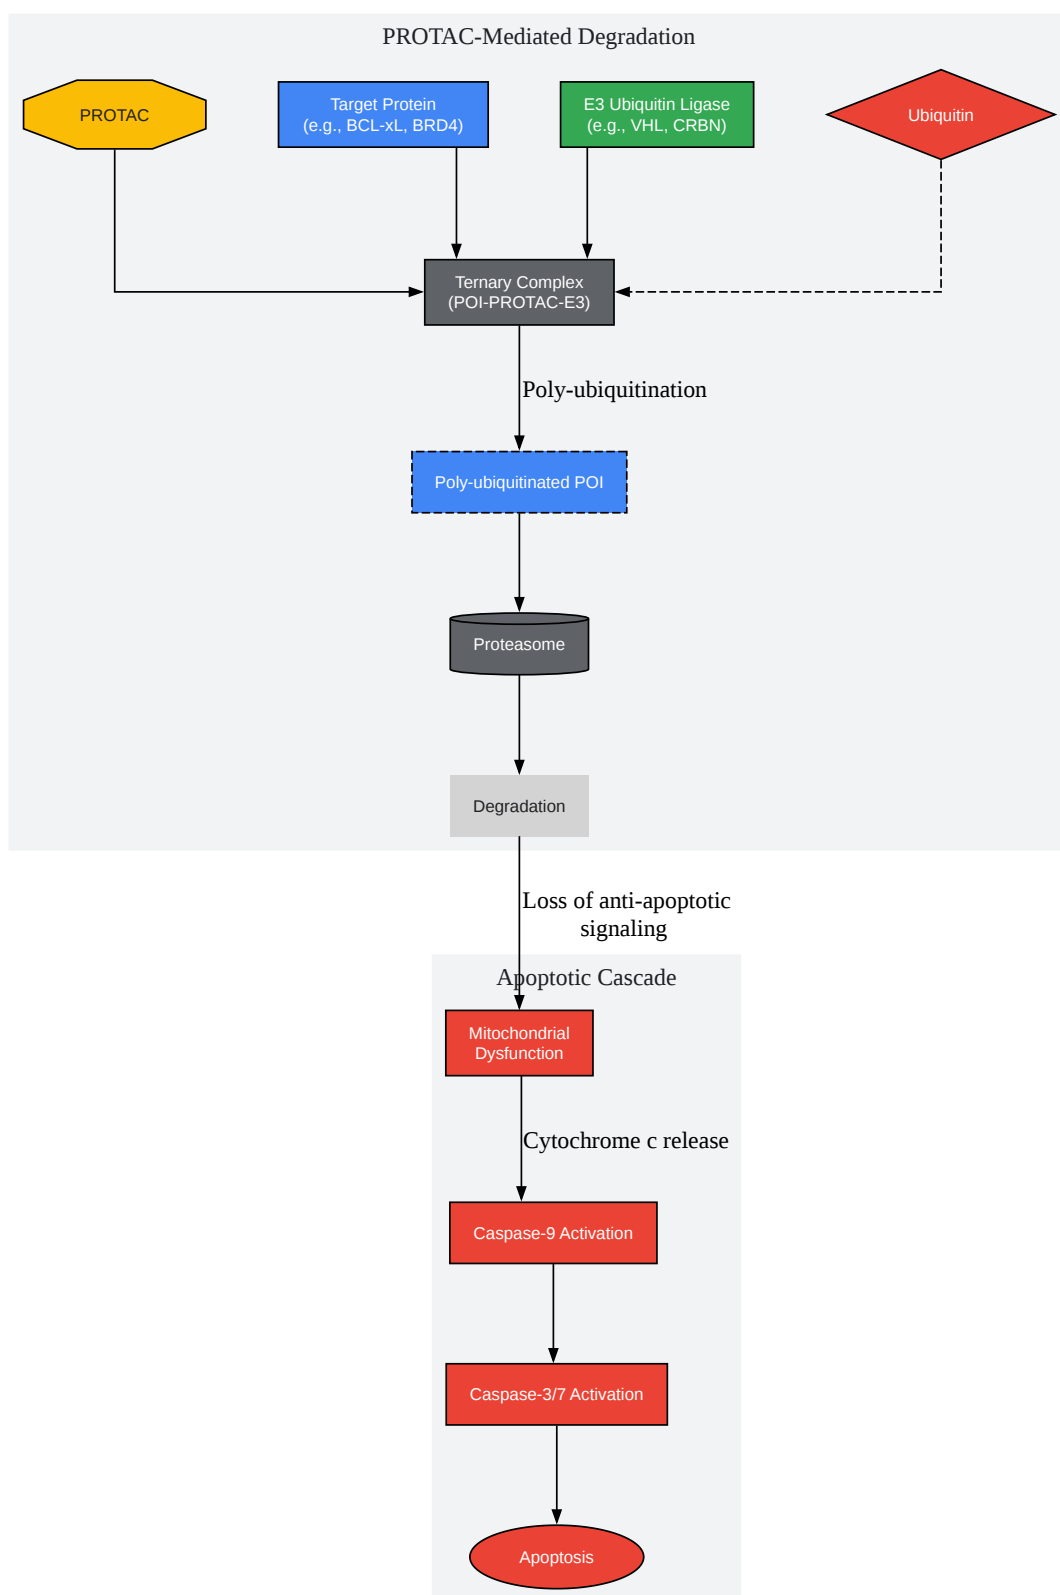 PROTAC-Mediated Degradation
PROTAC
Target Protein
(e.g., BCL-xL, BRD4)
E3 Ubiquitin Ligase
(e.g., VHL, CRBN)
Ubiquitin
Ternary Complex
(POI-PROTAC-E3)
Poly-ubiquitination
Poly-ubiquitinated POI
Proteasome
Degradation
Loss of anti-apoptotic
signaling
Apoptotic Cascade
Mitochondrial
Dysfunction
Cytochrome c release
Caspase-9 Activation
Caspase-3/7 Activation
Apoptosis